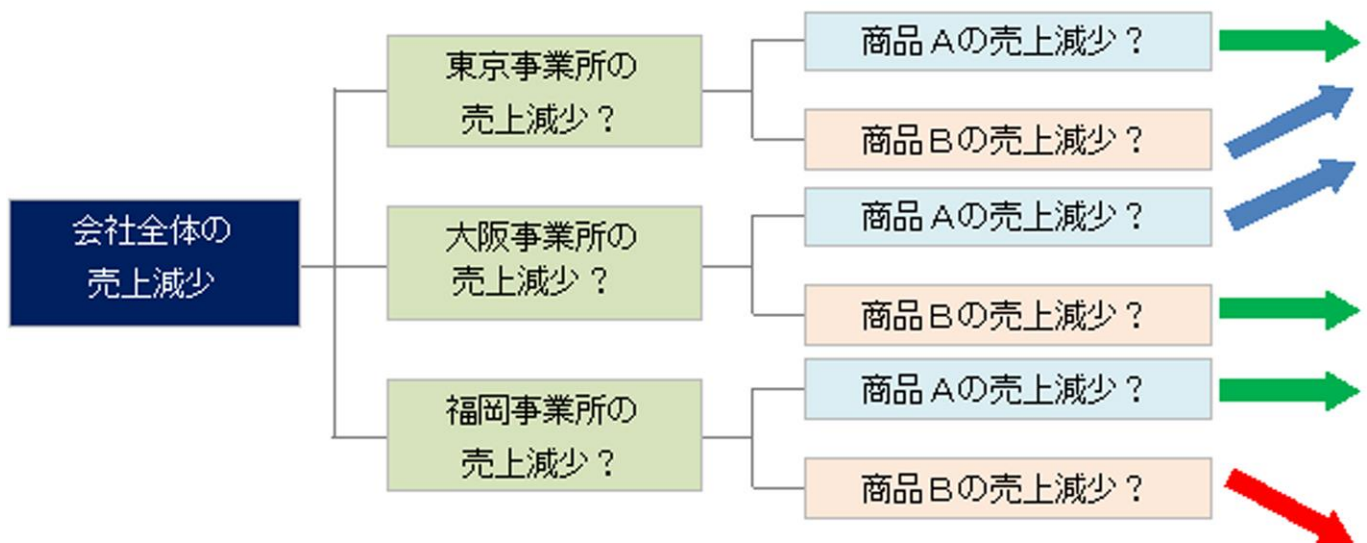 会社全体の
売上減少
東京事業所の
売上減少？
商品Aの売上減少？
商品Bの売上減少？
大阪事業所の
売上減少？
商品Aの売上減少？
商品Bの売上減少？
福岡事業所の
売上減少？
商品Aの売上減少？
商品Bの売上減少？